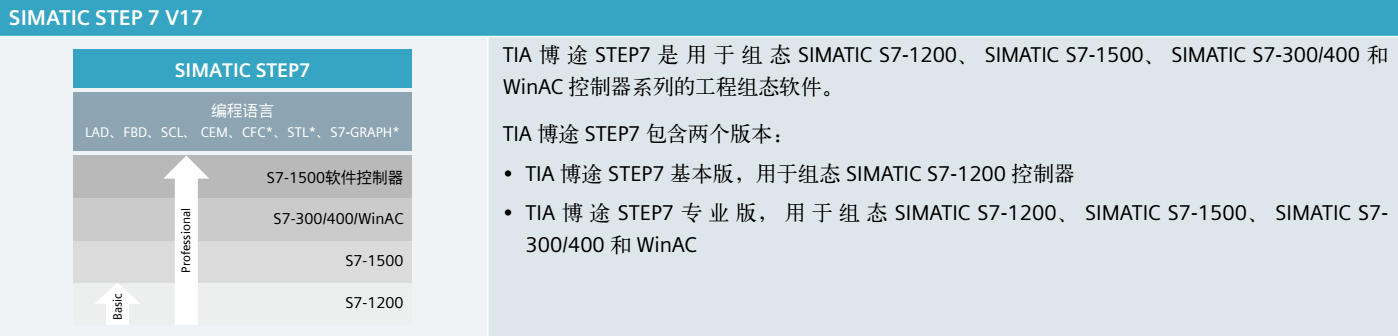 SIMATIC STEP 7 V17
SIMATIC STEP7
编程语言
LAD、FBD、SCL、 CEM、CFC*、STL*、S7-GRAPH*
S7-1500软件控制器
S7-300/400/WinAC
S7-1500
S7-1200
Professional
Basic
TIA 博 途 STEP7 是 用 于 组 态 SIMATIC S7-1200、 SIMATIC S7-1500、 SIMATIC S7-300/400 和
WinAC 控制器系列的工程组态软件。
TIA 博途 STEP7 包含两个版本：
• TIA 博途 STEP7 基本版，用于组态 SIMATIC S7-1200 控制器
• TIA 博 途 STEP7 专 业 版， 用 于 组 态 SIMATIC S7-1200、 SIMATIC S7-1500、 SIMATIC S7-
300/400 和 WinAC